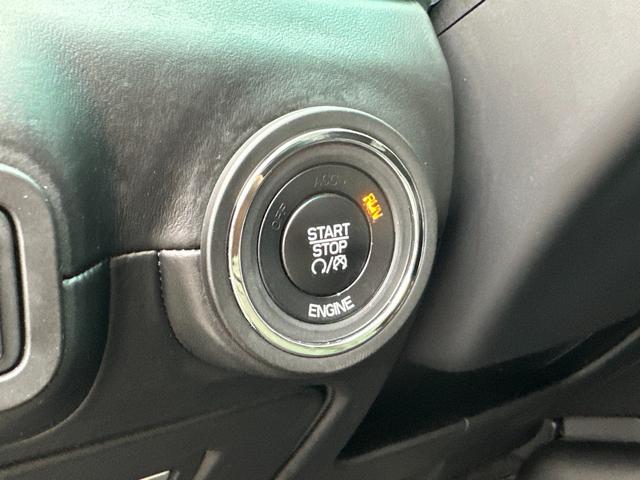 OFF
ACC
RUN
START
STOP
ENGINE